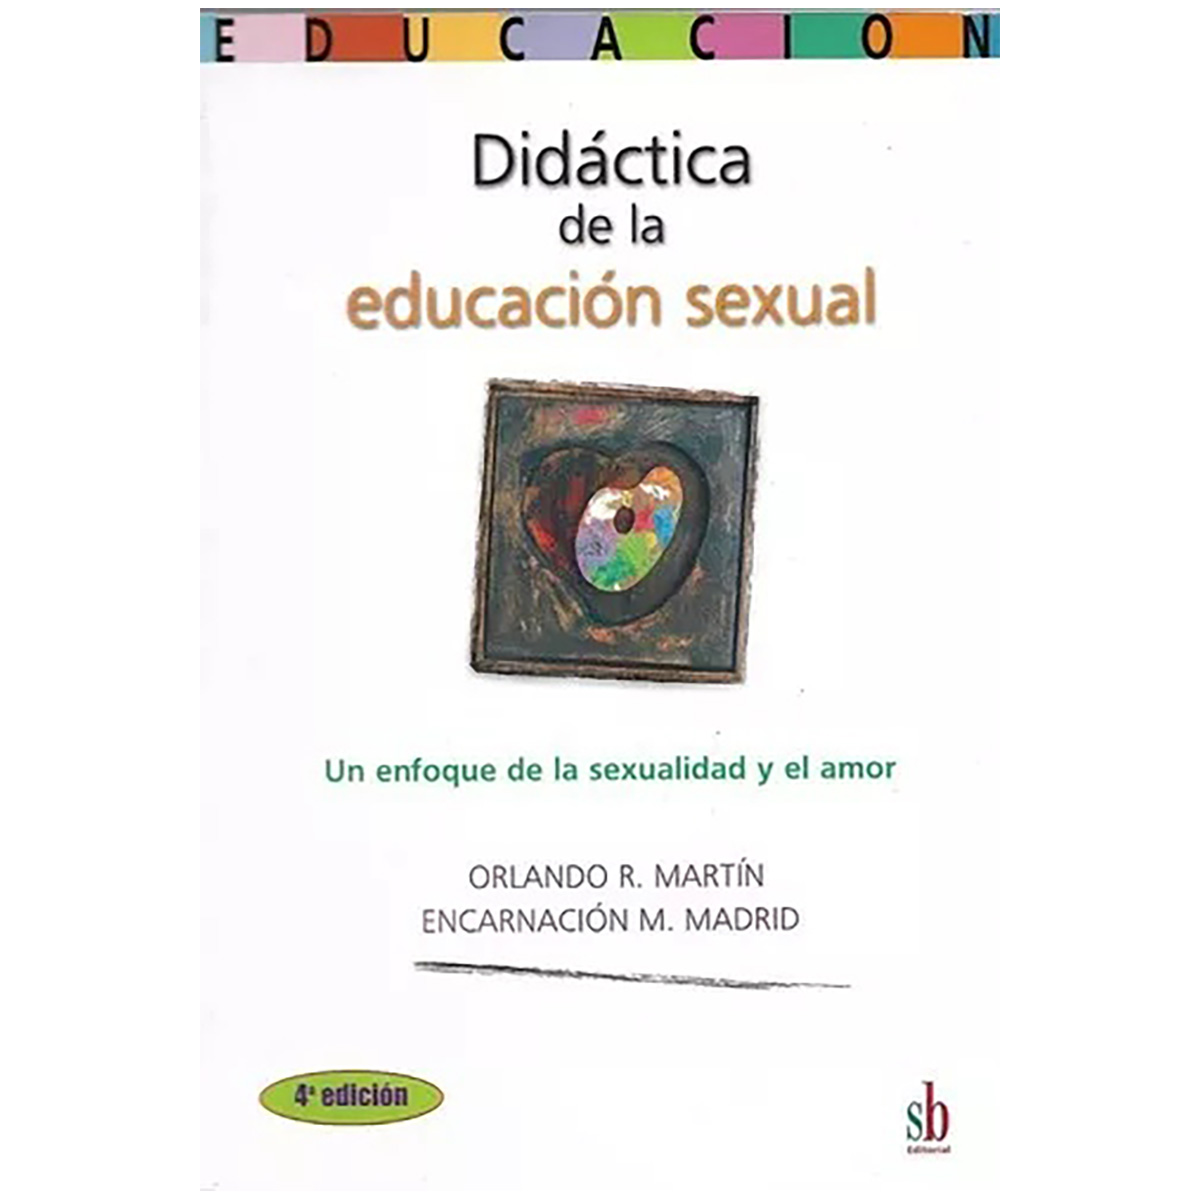 EDUCACION
Didáctica
de la
educación sexual
Un enfoque de la sexualidad y el amor
ORLANDO R. MARTÍN
ENCARNACIÓN M. MADRID
4ª edición
sb
Editorial